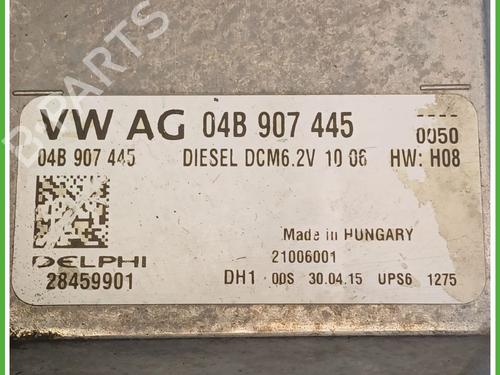 VW AG 04B 907 445
0050
04B 907 445 DIESEL DCM6.2V 10 06 HW: H08
Made in HUNGARY
DELPHI 21006001
28459901 DH1 00S 30.04.15 UPS6 1275